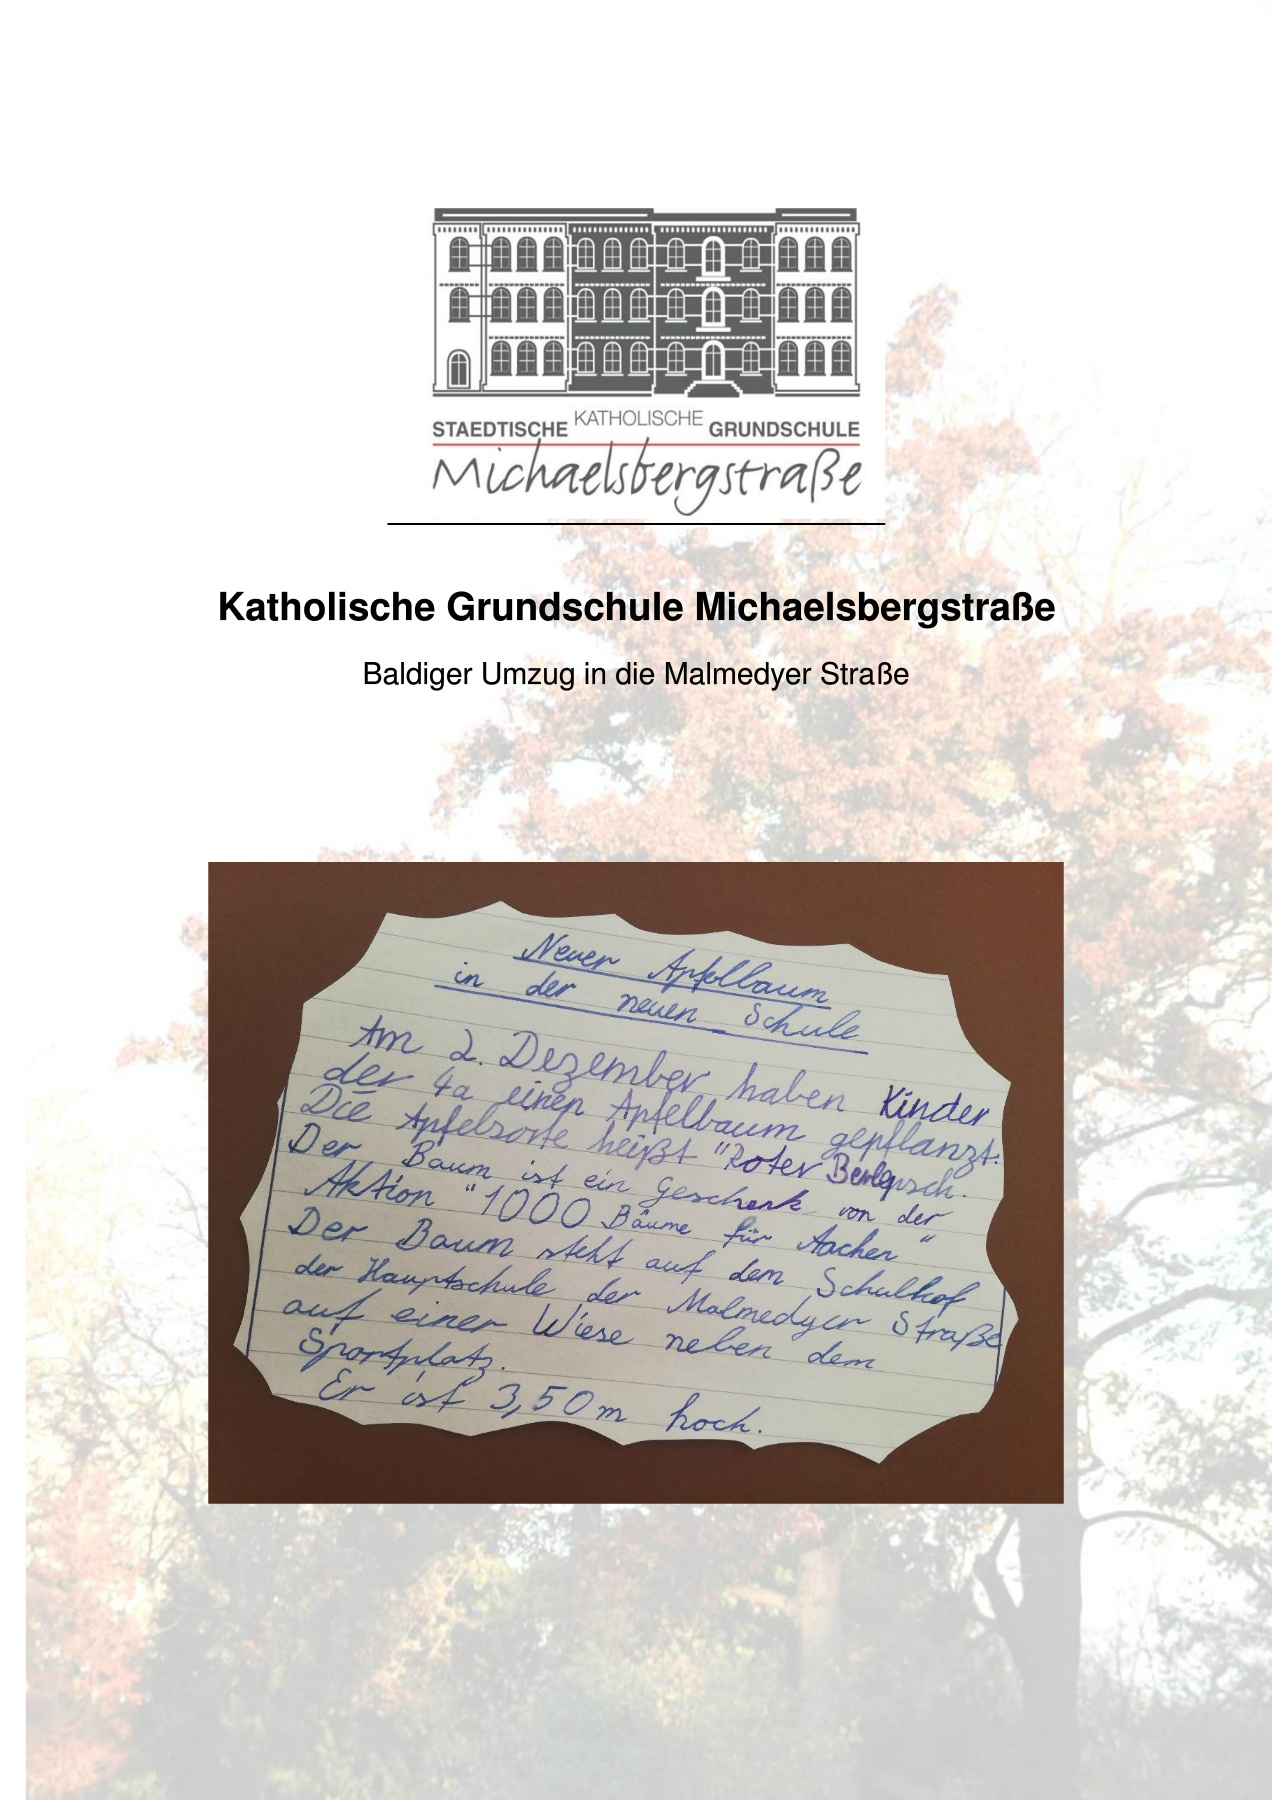 STAEDTISCHE KATHOLISCHE GRUNDSCHULE
Michaelsbergstraße
Katholische Grundschule Michaelsbergstraße
Baldiger Umzug in die Malmedyer Straße
Neuer Apfelbaum
in der neuen Schule
Am 2. Dezember haben Kinder
der 4a einen Apfelbaum gepflanzt.
Die Apfelsorte heißt "Roter
Der Baum ist ein Geschenk von der
Aktion "1000 Bäume für Aachen"
Der Baum steht auf dem Schulhof
der Hauptschule der Malmedyer Straße
auf einer Wiese neben dem
Sportplatz.
Er ist 3,50 m hoch.